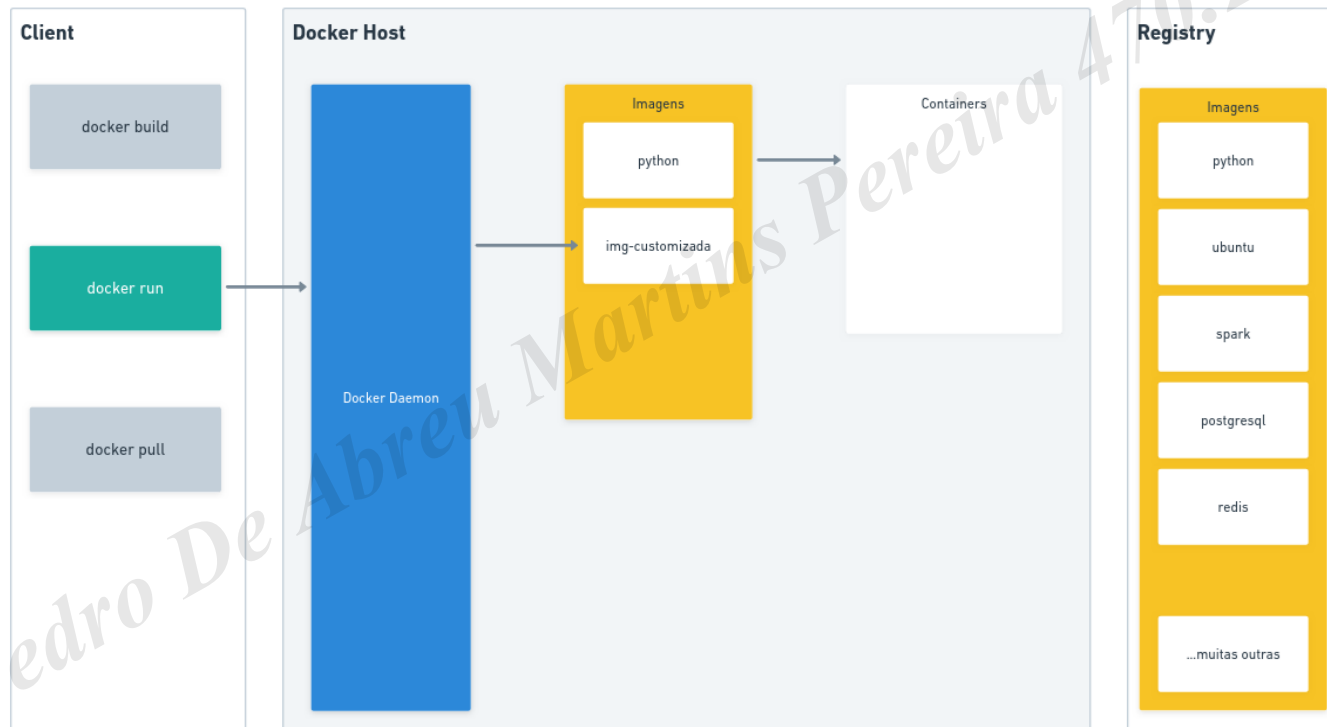 Client
docker build
docker run
docker pull
Docker Host
Docker Daemon
Imagens
python
img-customizada
Containers
Registry
Imagens
python
ubuntu
spark
postgresql
redis
...muitas outras
edro De Abreu Martins Pereira 470.